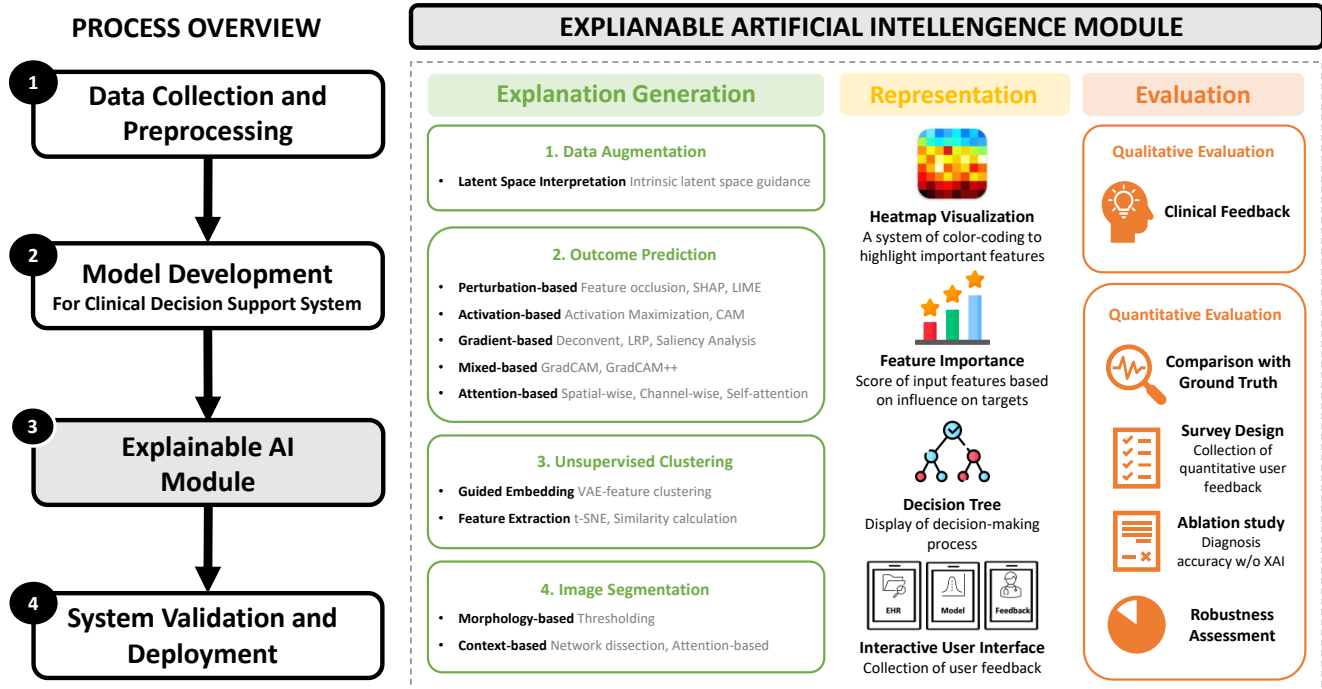 PROCESS OVERVIEW
1
Data Collection and
Preprocessing
2
Model Development
For Clinical Decision Support System
3
Explainable AI
Module
4
System Validation and
Deployment
EXPLIANABLE ARTIFICIAL INTELLENGENCE MODULE
Explanation Generation
1. Data Augmentation
• Latent Space Interpretation Intrinsic latent space guidance
2. Outcome Prediction
• Perturbation-based Feature occlusion, SHAP, LIME
• Activation-based Activation Maximization, CAM
• Gradient-based Deconvent, LRP, Saliency Analysis
• Mixed-based GradCAM, GradCAM++
• Attention-based Spatial-wise, Channel-wise, Self-attention
3. Unsupervised Clustering
• Guided Embedding VAE-feature clustering
• Feature Extraction t-SNE, Similarity calculation
4. Image Segmentation
• Morphology-based Thresholding
• Context-based Network dissection, Attention-based
Representation
Heatmap Visualization
A system of color-coding to
highlight important features
Feature Importance
Score of input features based
on influence on targets
Decision Tree
Display of decision-making
process
EHR
Model
Feedback
Interactive User Interface
Collection of user feedback
Evaluation
Qualitative Evaluation
Clinical Feedback
Quantitative Evaluation
Comparison with
Ground Truth
Survey Design
Collection of
quantitative user
feedback
Ablation study
Diagnosis
accuracy w/o XAI
Robustness
Assessment